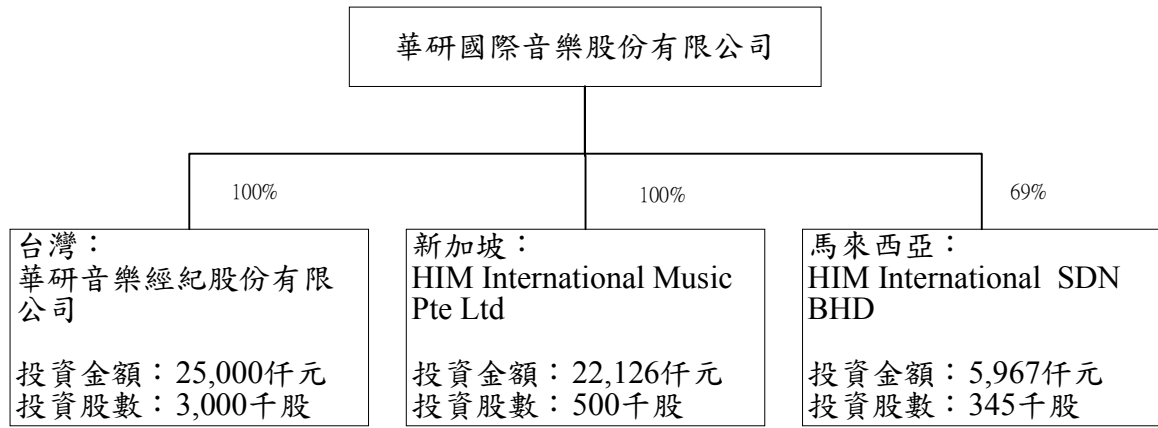 華研國際音樂股份有限公司
100%
100%
69%
台灣：
華研音樂經紀股份有限
公司
投資金額：25,000仟元
投資股數：3,000千股
新加坡：
HIM International Music
Pte Ltd
投資金額：22,126仟元
投資股數：500千股
馬來西亞：
HIM International SDN
BHD
投資金額：5,967仟元
投資股數：345千股